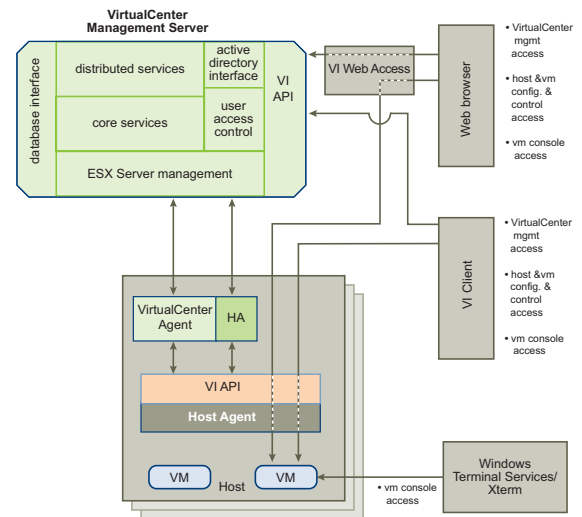 VirtualCenter
Management Server
database interface
distributed services
active
directory
interface
core services
user
access
control
VI
API
ESX Server management
VI Web Access
Web browser
• VirtualCenter
mgmt
access
• host &vm
config. &
control
access
• vm console
access
VI Client
• VirtualCenter
mgmt
access
• host &vm
config. &
control
access
• vm console
access
VirtualCenter
Agent
HA
VI API
Host Agent
VM
Host
VM
• vm console
access
Windows
Terminal Services/
Xterm